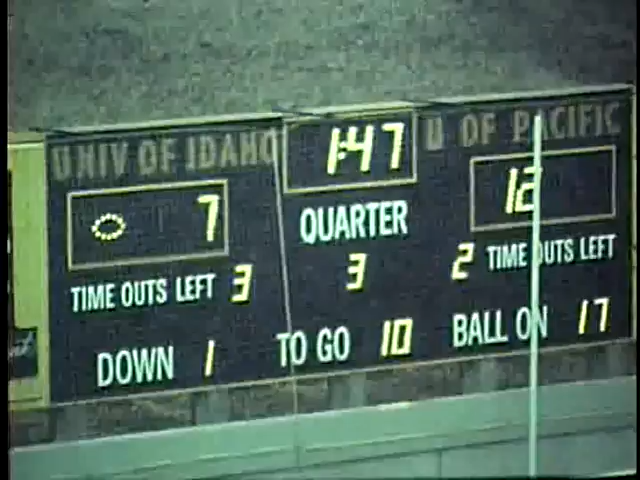 UNIV OF IDAHO 1:47 U OF PACIFIC
7 QUARTER 12
TIME OUTS LEFT 3 3 2 TIME OUTS LEFT
DOWN 1 TO GO 10 BALL ON 17